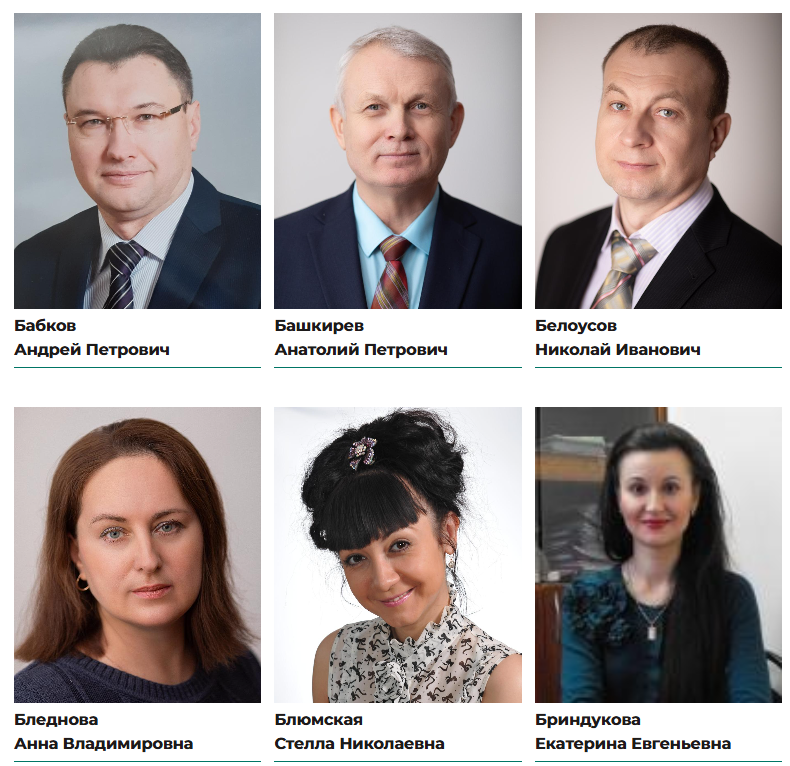 Бабков
Андрей Петрович
Башкирев
Анатолий Петрович
Белоусов
Николай Иванович
Бледнова
Анна Владимировна
Блюмская
Стелла Николаевна
Бриндукова
Екатерина Евгеньевна